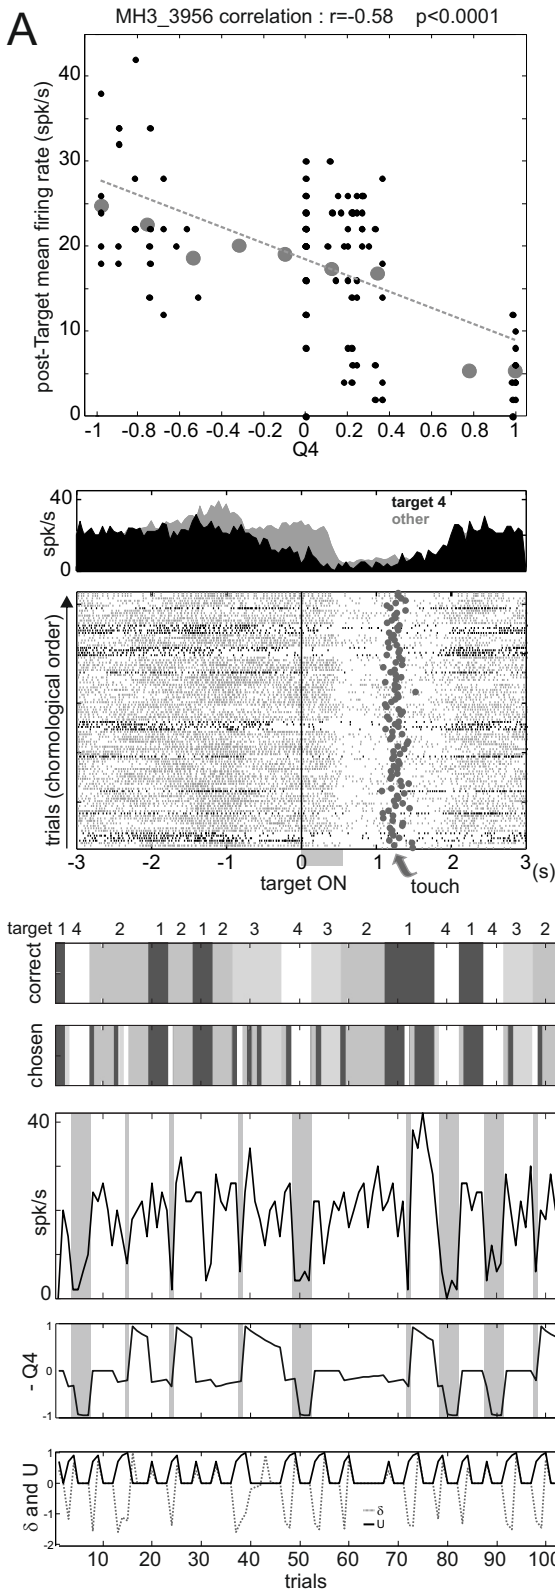 A
MH3_3956 correlation : r=-0.58 p<0.0001
post-Target mean firing rate (spk/s)
40
30
20
10
0
-1 -0.8 -0.6 -0.4 -0.2 0 0.2 0.4 0.6 0.8 1
Q4
spk/s
40
0
target 4
other
trials (chomological order)
-3 -2 -1 0 1 2 3 (s)
target ON
touch
target 1 4 2 1 2 1 2 3 4 3 2 1 4 1 4 3 2
correct
chosen
spk/s
40
20
0
- Q4
1
0
-1
δ and U
1
0
-1
-2
δ
U
10 20 30 40 50 60 70 80 90 100
trials